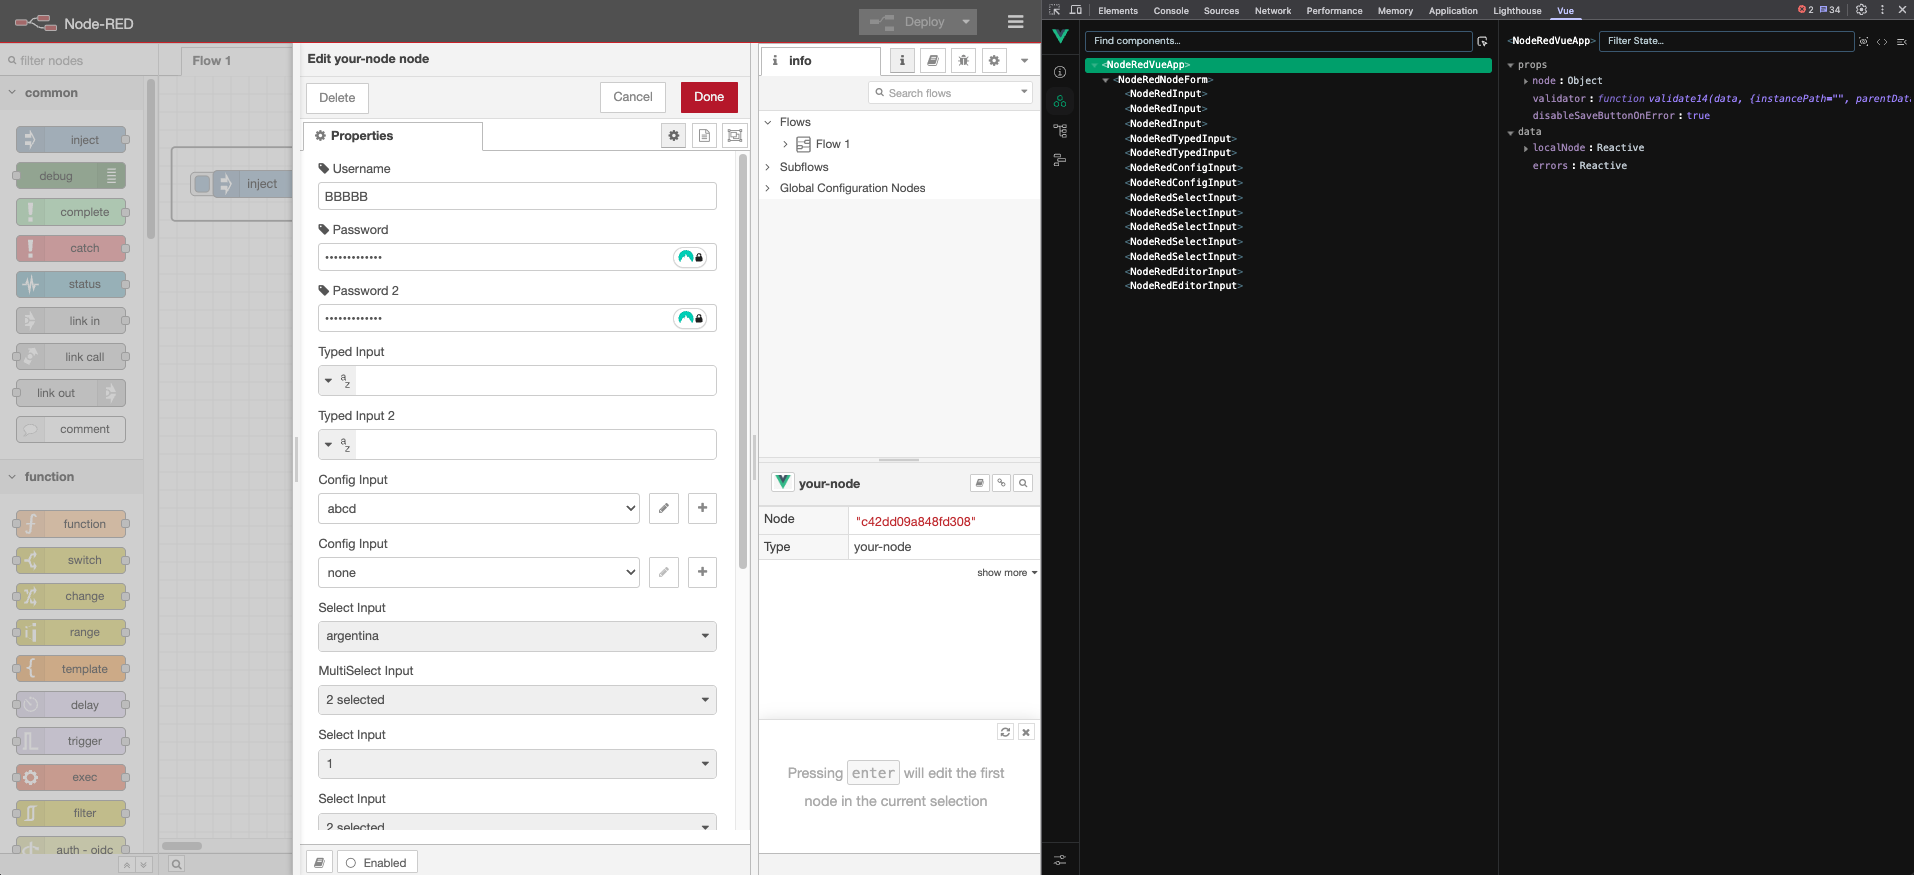 Node-RED
Deploy
filter nodes
common
inject
debug
complete
catch
status
link in
link call
link out
comment
function
function
switch
change
range
template
delay
trigger
exec
filter
auth - oidc
Flow 1
inject
Edit your-node node
Delete
Cancel
Done
Properties
Username
BBBBB
Password
•••••••••••••
Password 2
•••••••••••••
Typed Input
a z
Typed Input 2
a z
Config Input
abcd
Config Input
none
Select Input
argentina
MultiSelect Input
2 selected
Select Input
1
Select Input
2 selected
Enabled
i info
i
Search flows
Flows
Flow 1
Subflows
Global Configuration Nodes
your-node
Node "c42dd09a848fd308"
Type your-node
show more
Pressing enter will edit the first
node in the current selection
Elements Console Sources Network Performance Memory Application Lighthouse Vue
2 34
Find components...
<NodeRedVueApp>
<NodeRedNodeForm>
<NodeRedInput>
<NodeRedInput>
<NodeRedInput>
<NodeRedTypedInput>
<NodeRedTypedInput>
<NodeRedConfigInput>
<NodeRedConfigInput>
<NodeRedSelectInput>
<NodeRedSelectInput>
<NodeRedSelectInput>
<NodeRedSelectInput>
<NodeRedSelectInput>
<NodeRedEditorInput>
<NodeRedEditorInput>
<NodeRedVueApp> Filter State...
props
node : Object
validator : function validate14(data, {instancePath="", parentDat
disableSaveButtonOnError : true
data
localNode : Reactive
errors : Reactive